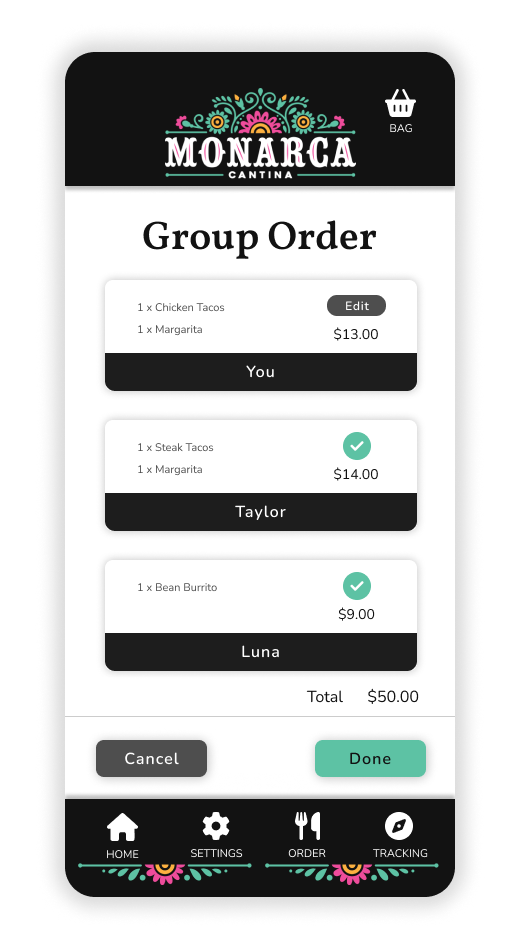 MONARCA
CANTINA
BAG
Group Order
1 x Chicken Tacos
Edit
1 x Margarita
$13.00
You
1 x Steak Tacos
1 x Margarita
$14.00
Taylor
1 x Bean Burrito
$9.00
Luna
Total $50.00
Cancel Done
HOME SETTINGS ORDER TRACKING